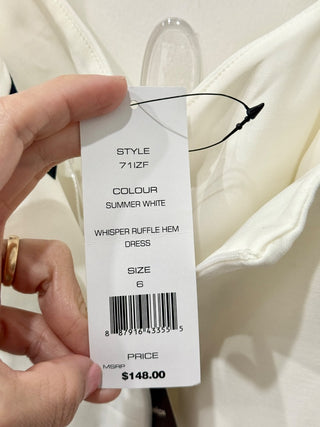 STYLE
71IZF
COLOUR
SUMMER WHITE
WHISPER RUFFLE HEM
DRESS
SIZE
6
8 87916 43355 5
PRICE
MSRP
$148.00